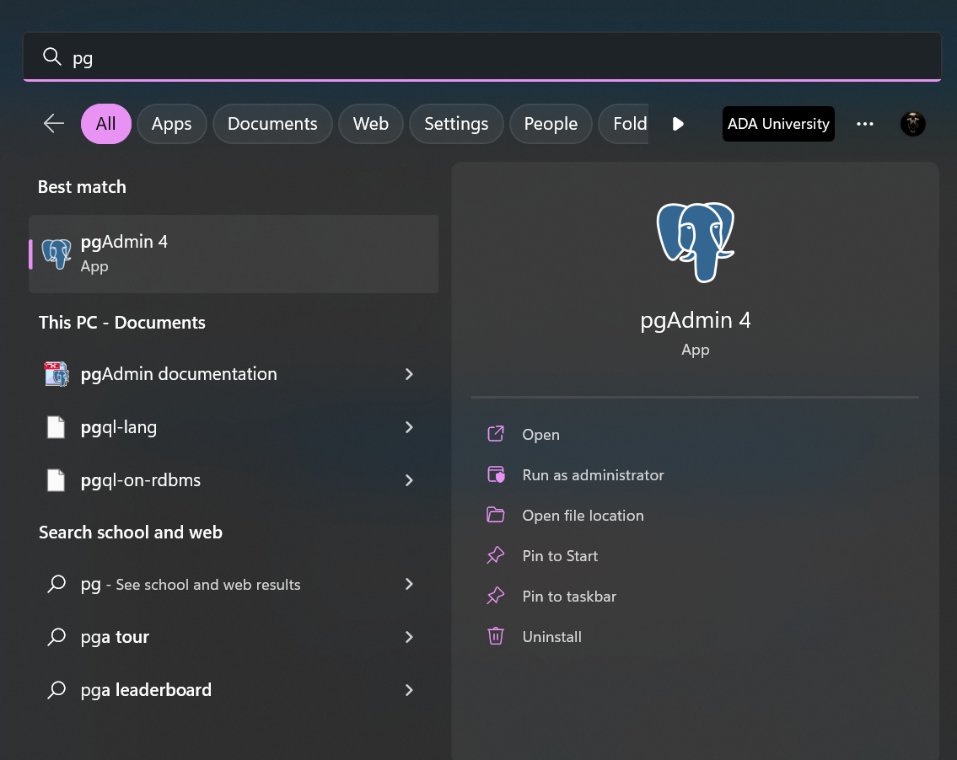 pg
All
Apps
Documents
Web
Settings
People
Fold
ADA University
Best match
pgAdmin 4
App
This PC - Documents
pgAdmin documentation
pgql-lang
pgql-on-rdbms
Search school and web
pg - See school and web results
pga tour
pga leaderboard
pgAdmin 4
App
Open
Run as administrator
Open file location
Pin to Start
Pin to taskbar
Uninstall